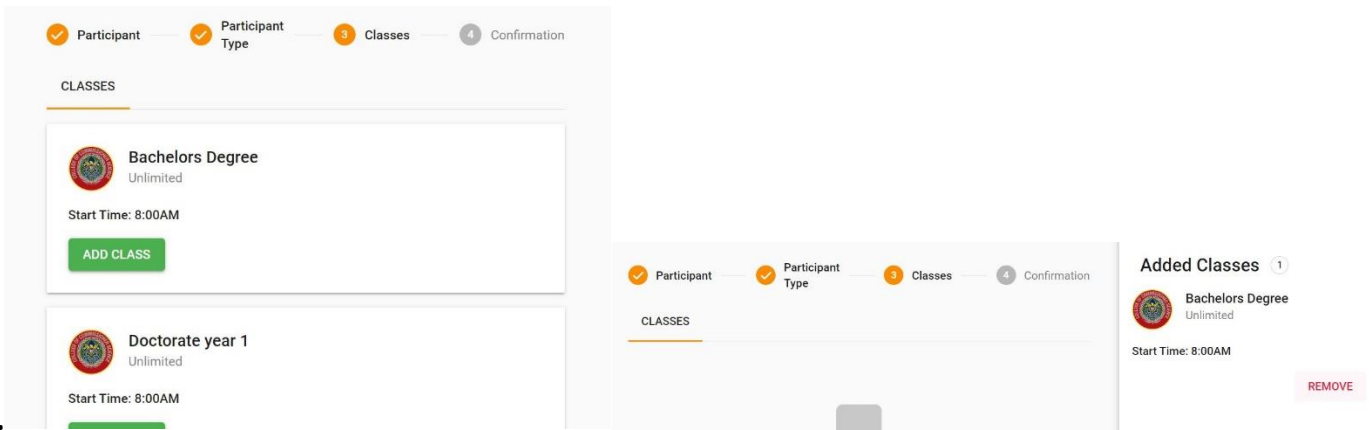 Participant
Participant Type
3 Classes
4 Confirmation
CLASSES
Bachelors Degree
Unlimited
Start Time: 8:00AM
ADD CLASS
Doctorate year 1
Unlimited
Start Time: 8:00AM
Participant
Participant Type
3 Classes
4 Confirmation
CLASSES
Added Classes 1
Bachelors Degree
Unlimited
Start Time: 8:00AM
REMOVE